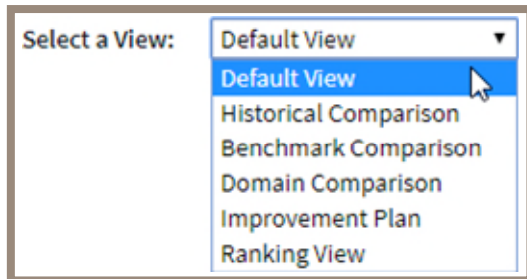 Select a View: Default View
Default View
Historical Comparison
Benchmark Comparison
Domain Comparison
Improvement Plan
Ranking View